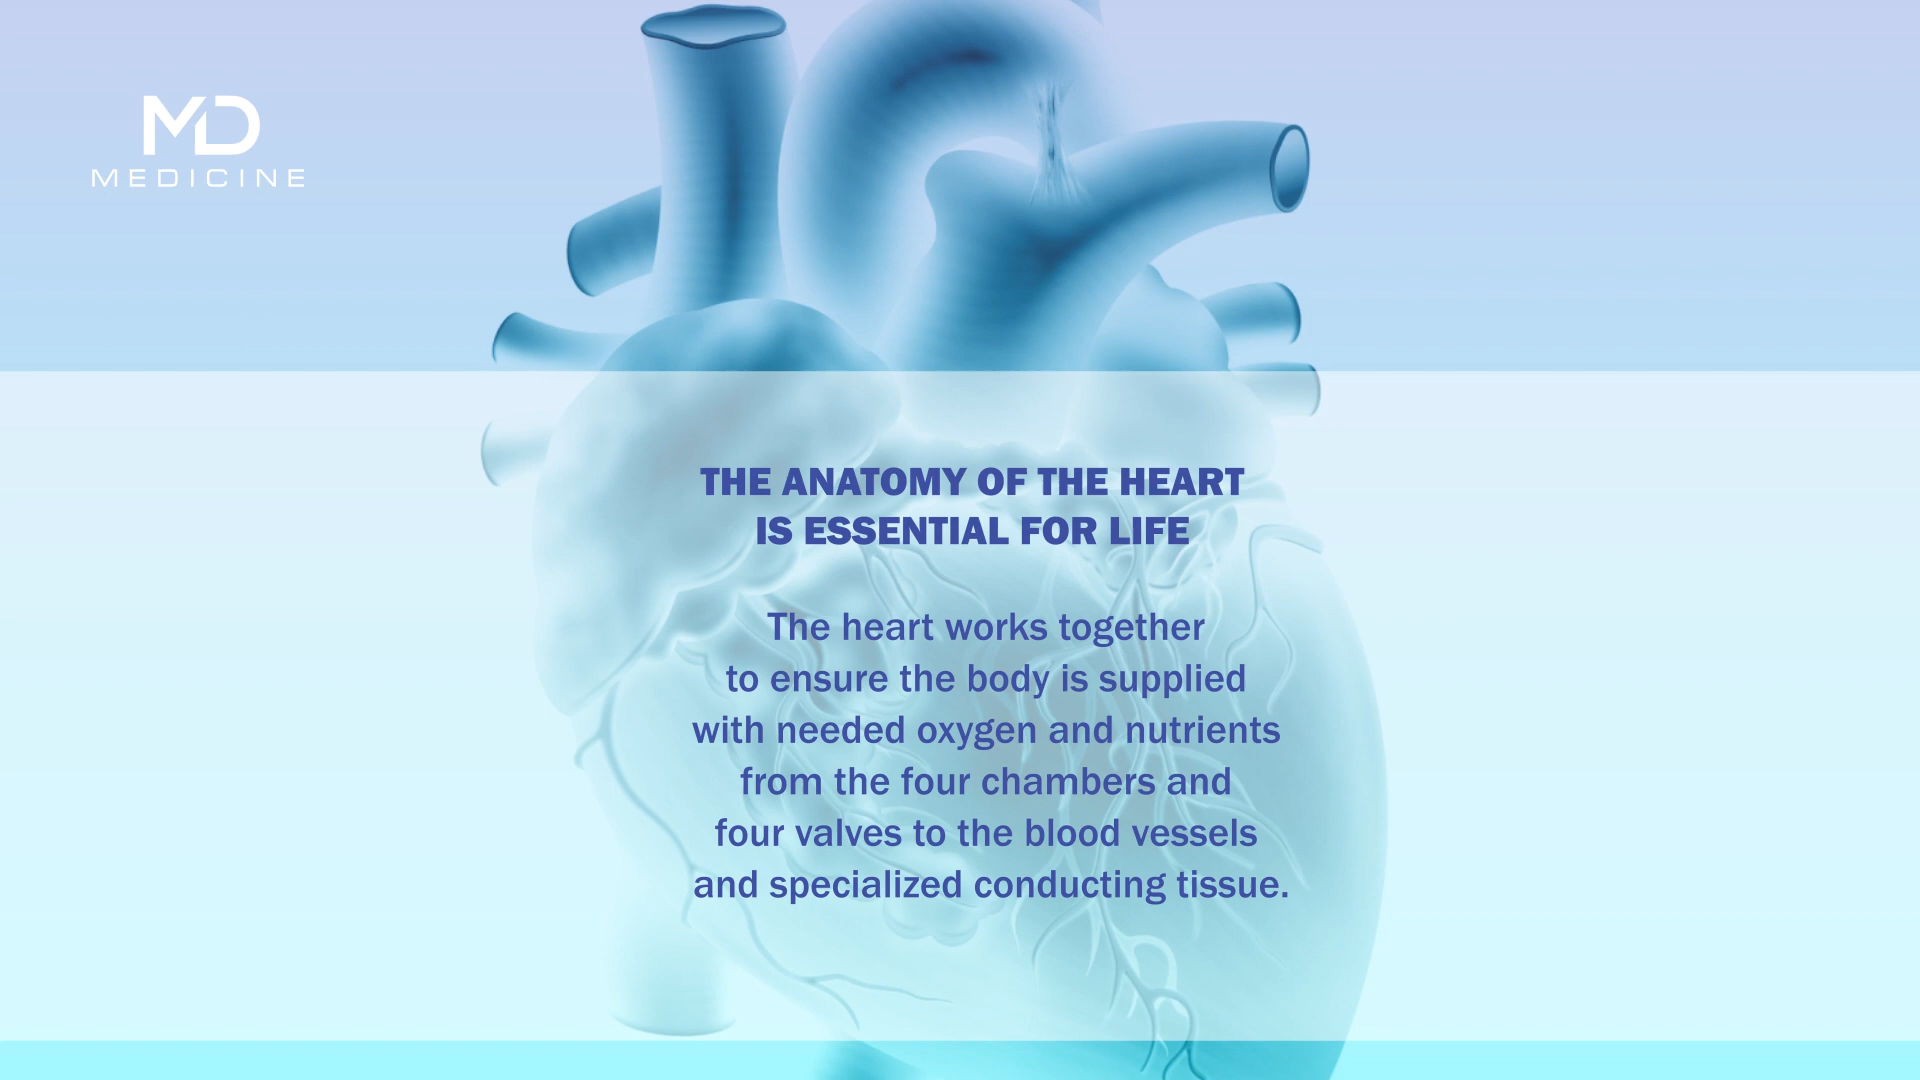 MD
MEDICINE
THE ANATOMY OF THE HEART
IS ESSENTIAL FOR LIFE
The heart works together
to ensure the body is supplied
with needed oxygen and nutrients
from the four chambers and
four valves to the blood vessels
and specialized conducting tissue.